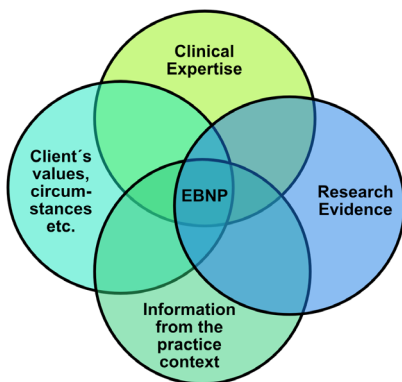 Clinical
Expertise
Client´s
values,
circum-
stances
etc.
EBNP
Research
Evidence
Information
from the
practice
context